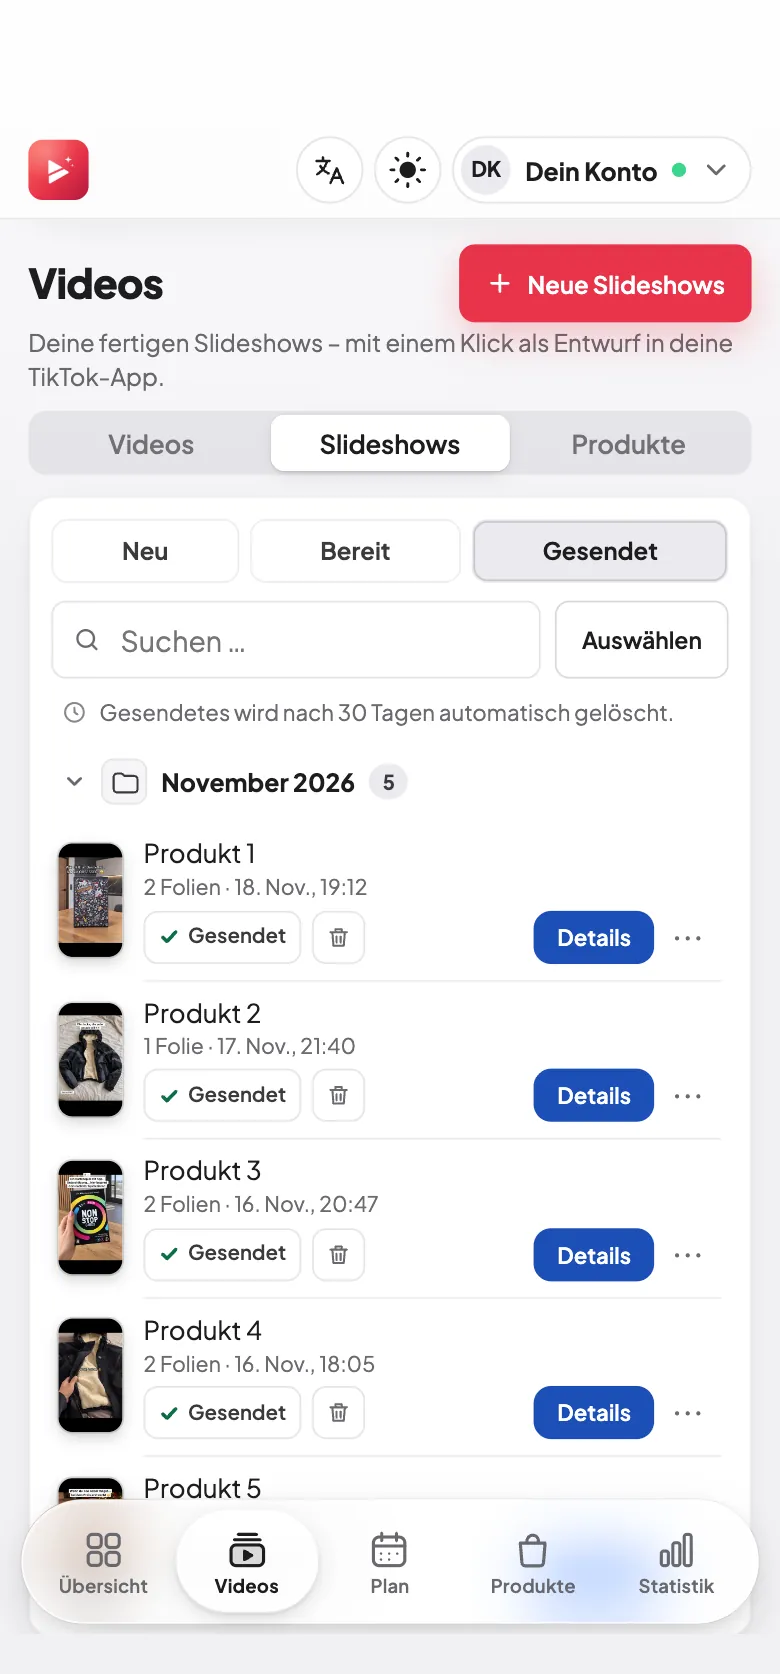 DK Dein Konto
Videos
+ Neue Slideshows
Deine fertigen Slideshows – mit einem Klick als Entwurf in deine
TikTok-App.
Videos Slideshows Produkte
Neu Bereit Gesendet
Suchen ... Auswählen
Gesendetes wird nach 30 Tagen automatisch gelöscht.
November 2026 5
Produkt 1
2 Folien · 18. Nov., 19:12
Gesendet Details ...
Produkt 2
1 Folie · 17. Nov., 21:40
Gesendet Details ...
Produkt 3
2 Folien · 16. Nov., 20:47
NON
STOP
Gesendet Details ...
Produkt 4
2 Folien · 16. Nov., 18:05
Gesendet Details ...
Produkt 5
Übersicht Videos Plan Produkte Statistik